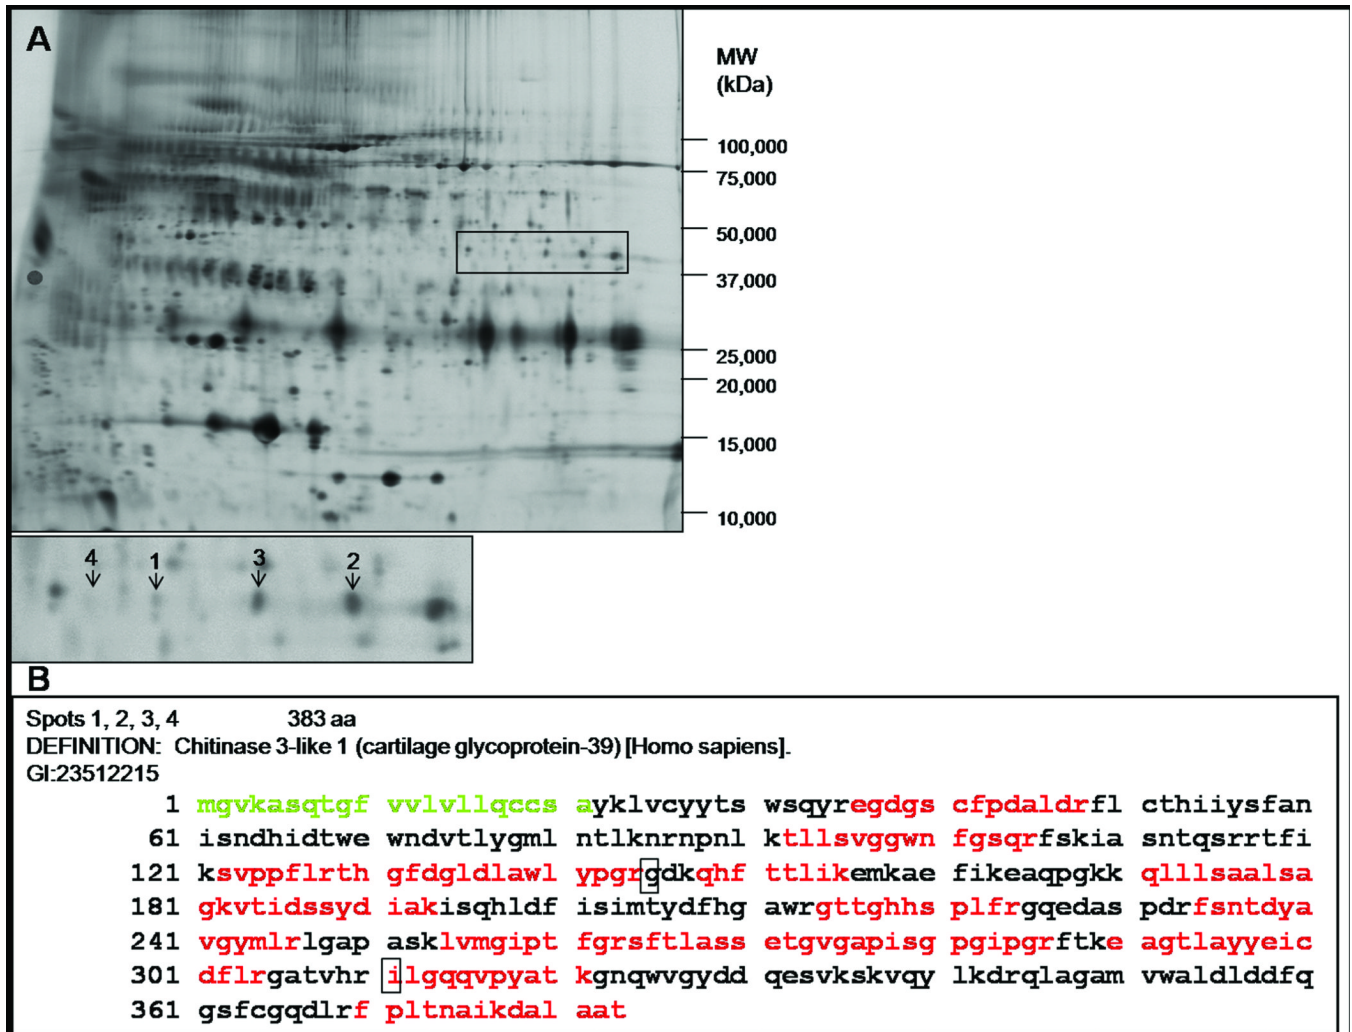 A
MW
(kDa)
100,000
75,000
50,000
37,000
25,000
20,000
15,000
10,000
4 1 3 2
B
Spots 1, 2, 3, 4 383 aa
DEFINITION: Chitinase 3-like 1 (cartilage glycoprotein-39) [Homo sapiens].
GI:23512215
1 mgvkasqtgf vvlvllqccs ayklvcyyts wsqyregdgs cfpdaldrfl cthiiysfan
61 isndhidtwe wndvtlygml ntlknrnpnl ktllsvggwn fgsqrfskia sntqsrrtfi
121 ksvppflrth gfdgldlawl ypgrgdkqhf ttlikemkae fikeaqpgkk qlllsaalsa
181 gkvtidssyd iakisqhldf isimtydfhg awrgttghhs plfrgqedas pdrfsntdya
241 vgymlrlgap asklvmgipt fgrsftlass etgvgapisg pgipgrftke agtlayyeic
301 dflrgatvhr ilgqqvpyat kgnqwvgydd qesvkskvqy lkdrqlagam vwaldlddfq
361 gsfcgqdlrf pltnaikdal aat